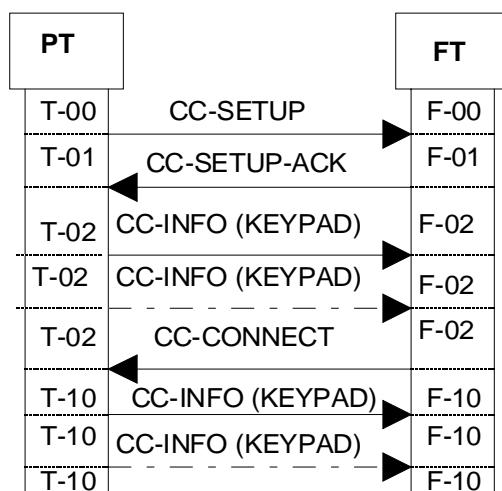 PT FT
T-00 CC-SETUP F-00
T-01 CC-SETUP-ACK F-01
T-02 CC-INFO (KEYPAD) F-02
T-02 CC-INFO (KEYPAD) F-02
T-02 CC-CONNECT F-02
T-10 CC-INFO (KEYPAD) F-10
T-10 CC-INFO (KEYPAD) F-10
T-10 F-10